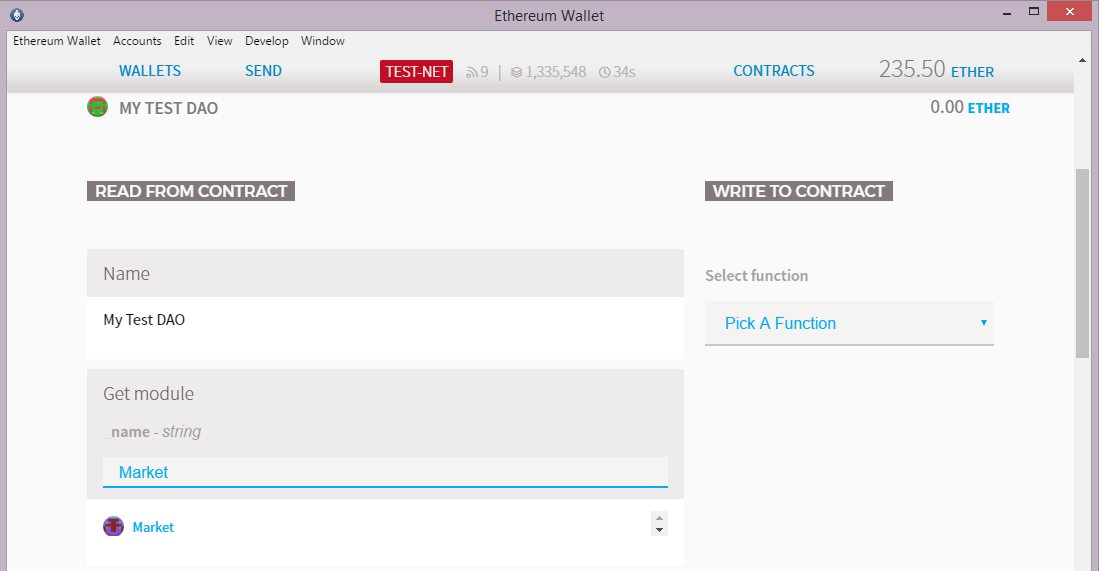 Ethereum Wallet
Ethereum Wallet Accounts Edit View Develop Window
WALLETS SEND TEST-NET 9 | 1,335,548 34s CONTRACTS 235.50 ETHER
MY TEST DAO 0.00 ETHER
READ FROM CONTRACT WRITE TO CONTRACT
Name
Select function
My Test DAO
Pick A Function
Get module
_name - string
Market
Market